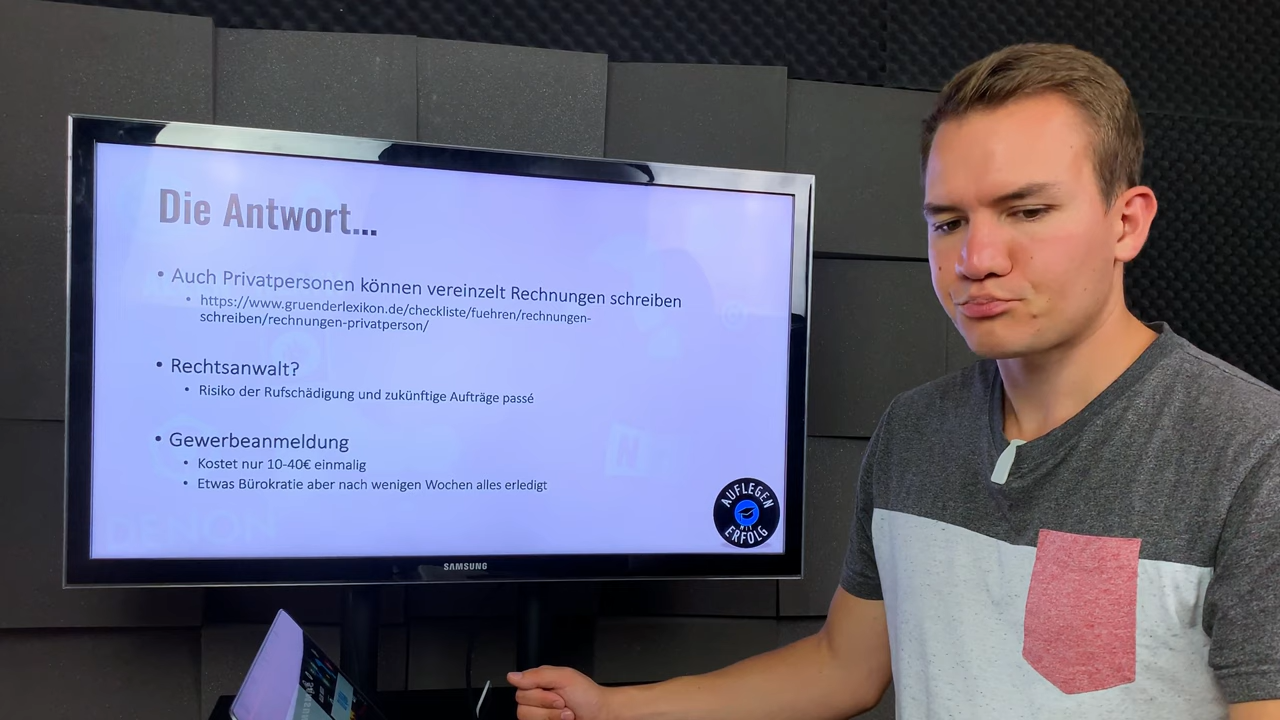 Die Antwort...
• Auch Privatpersonen können vereinzelt Rechnungen schreiben
• https://www.gruenderlexikon.de/checkliste/fuehren/rechnungen-
schreiben/rechnungen-privatperson/
• Rechtsanwalt?
• Risiko der Rufschädigung und zukünftige Aufträge passé
• Gewerbeanmeldung
• Kostet nur 10-40€ einmalig
• Etwas Bürokratie aber nach wenigen Wochen alles erledigt
AUFLEGEN
MIT
ERFOLG
SAMSUNG